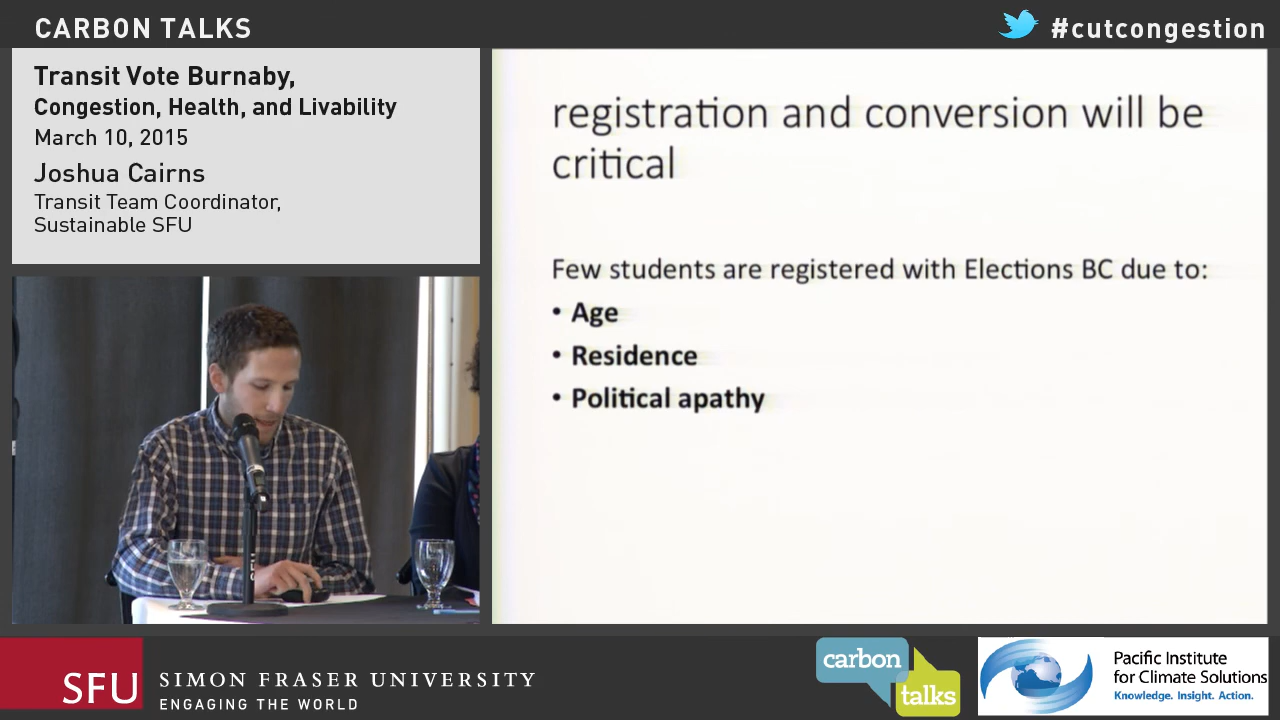 CARBON TALKS
#cutcongestion
Transit Vote Burnaby,
Congestion, Health, and Livability
March 10, 2015
Joshua Cairns
Transit Team Coordinator,
Sustainable SFU
registration and conversion will be
critical
Few students are registered with Elections BC due to:
• Age
• Residence
• Political apathy
SFU
SIMON FRASER UNIVERSITY
ENGAGING THE WORLD
carbon
talks
Pacific Institute
for Climate Solutions
Knowledge. Insight. Action.